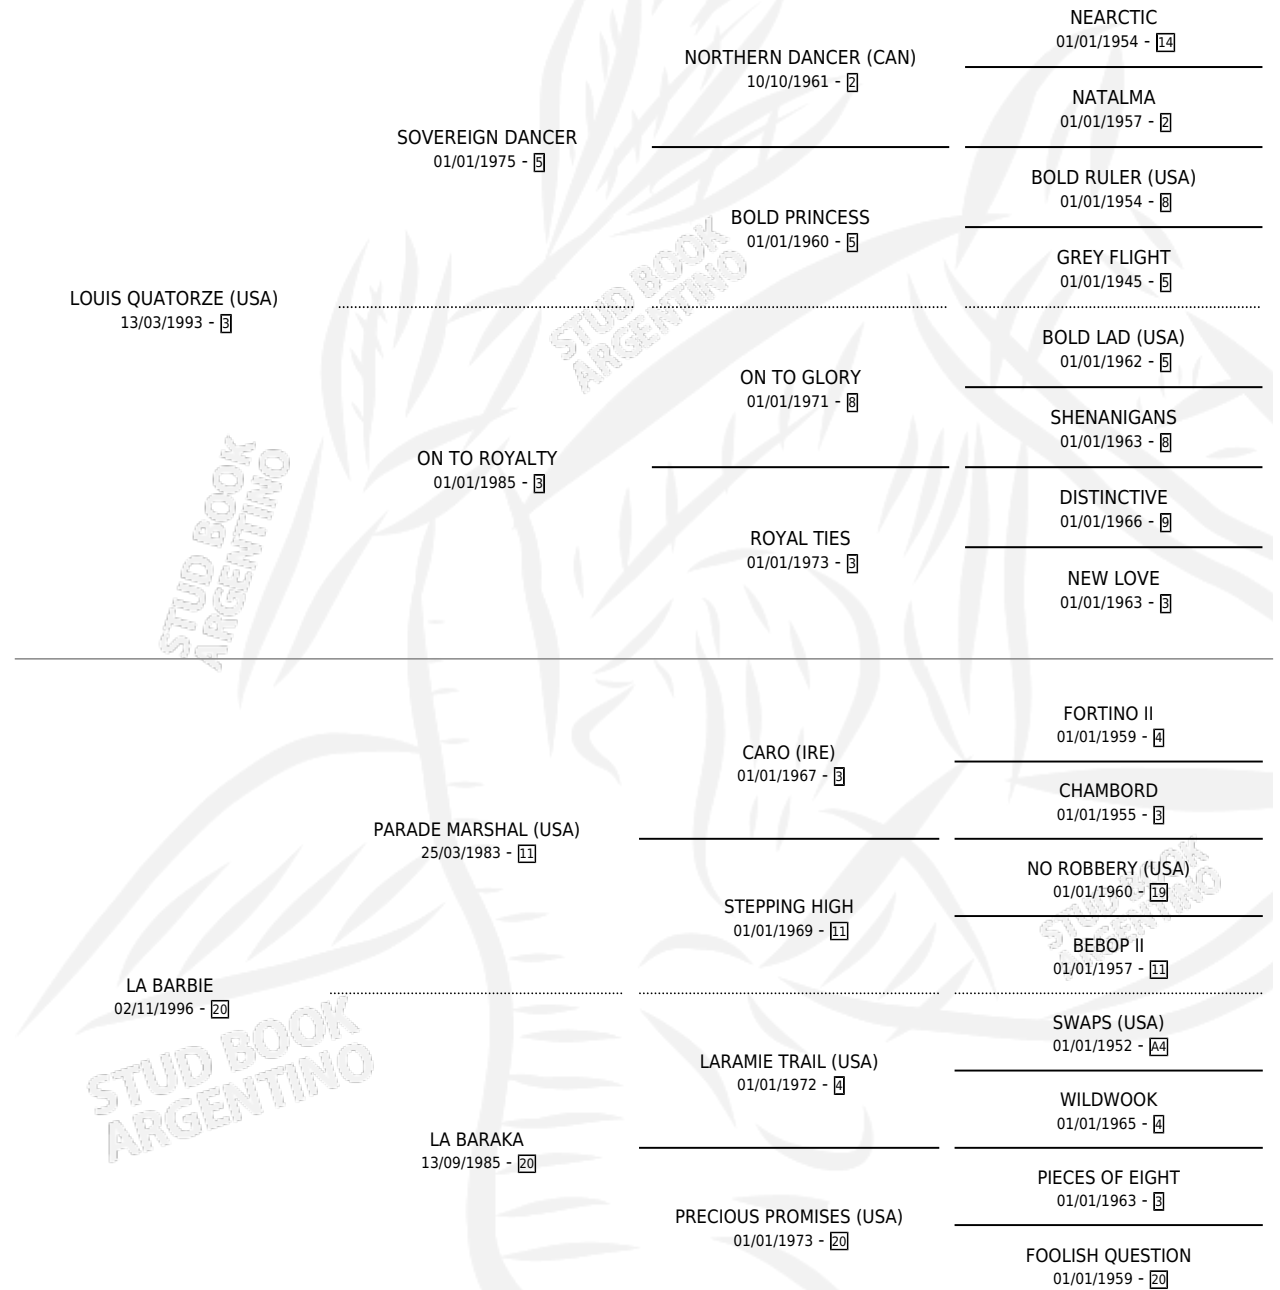 NEARCTIC
01/01/1954 - 14
NORTHERN DANCER (CAN)
10/10/1961 - 2
NATALMA
01/01/1957 - 2
SOVEREIGN DANCER
01/01/1975 - 5
BOLD RULER (USA)
01/01/1954 - 8
BOLD PRINCESS
01/01/1960 - 5
GREY FLIGHT
01/01/1945 - 5
LOUIS QUATORZE (USA)
13/03/1993 - 3
BOLD LAD (USA)
01/01/1962 - 5
ON TO GLORY
01/01/1971 - 8
SHENANIGANS
01/01/1963 - 8
ON TO ROYALTY
01/01/1985 - 3
DISTINCTIVE
01/01/1966 - 9
ROYAL TIES
01/01/1973 - 3
NEW LOVE
01/01/1963 - 3
FORTINO II
01/01/1959 - 4
CARO (IRE)
01/01/1967 - 3
CHAMBORD
01/01/1955 - 3
PARADE MARSHAL (USA)
25/03/1983 - 11
NO ROBBERY (USA)
01/01/1960 - 19
STEPPING HIGH
01/01/1969 - 11
BEBOP II
01/01/1957 - 11
LA BARBIE
02/11/1996 - 20
SWAPS (USA)
01/01/1952 - A4
LARAMIE TRAIL (USA)
01/01/1972 - 4
WILDWOOK
01/01/1965 - 4
LA BARAKA
13/09/1985 - 20
PIECES OF EIGHT
01/01/1963 - 3
PRECIOUS PROMISES (USA)
01/01/1973 - 20
FOOLISH QUESTION
01/01/1959 - 20
STUD BOOK
ARGENTINO
STUD BOOK
ARGENTINO
STUD BOOK
ARGENTINO
STUD BOOK
ARGENTINO